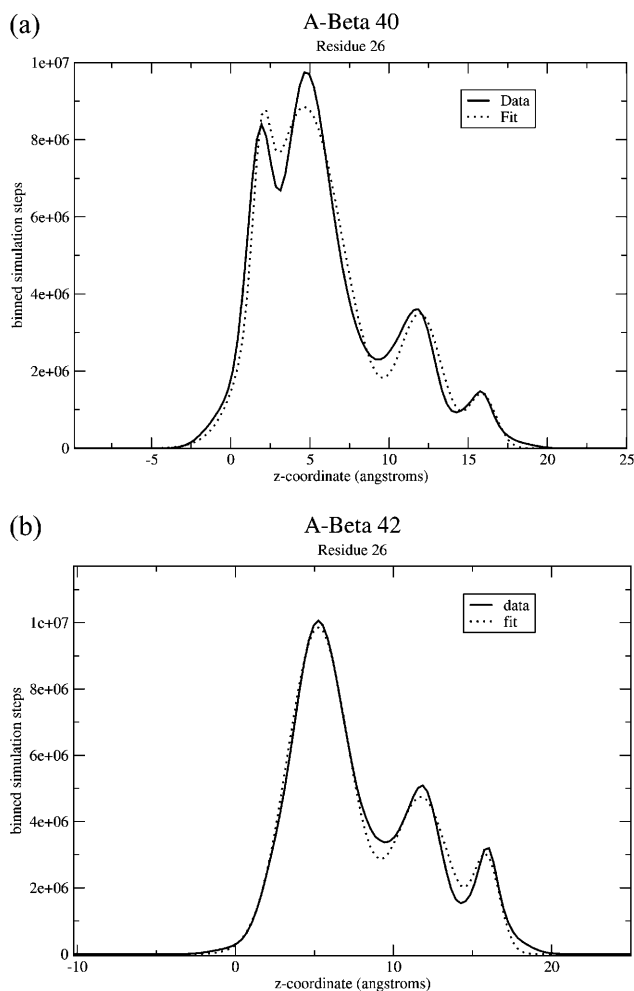 (a)
A-Beta 40
Residue 26
1e+07
8e+06
6e+06
4e+06
2e+06
0
binned simulation steps
Data
Fit
-5 0 5 10 15 20 25
z-coordinate (angstroms)
(b)
A-Beta 42
Residue 26
1e+07
8e+06
6e+06
4e+06
2e+06
0
binned simulation steps
data
fit
-10 0 10 20
z-coordinate (angstroms)